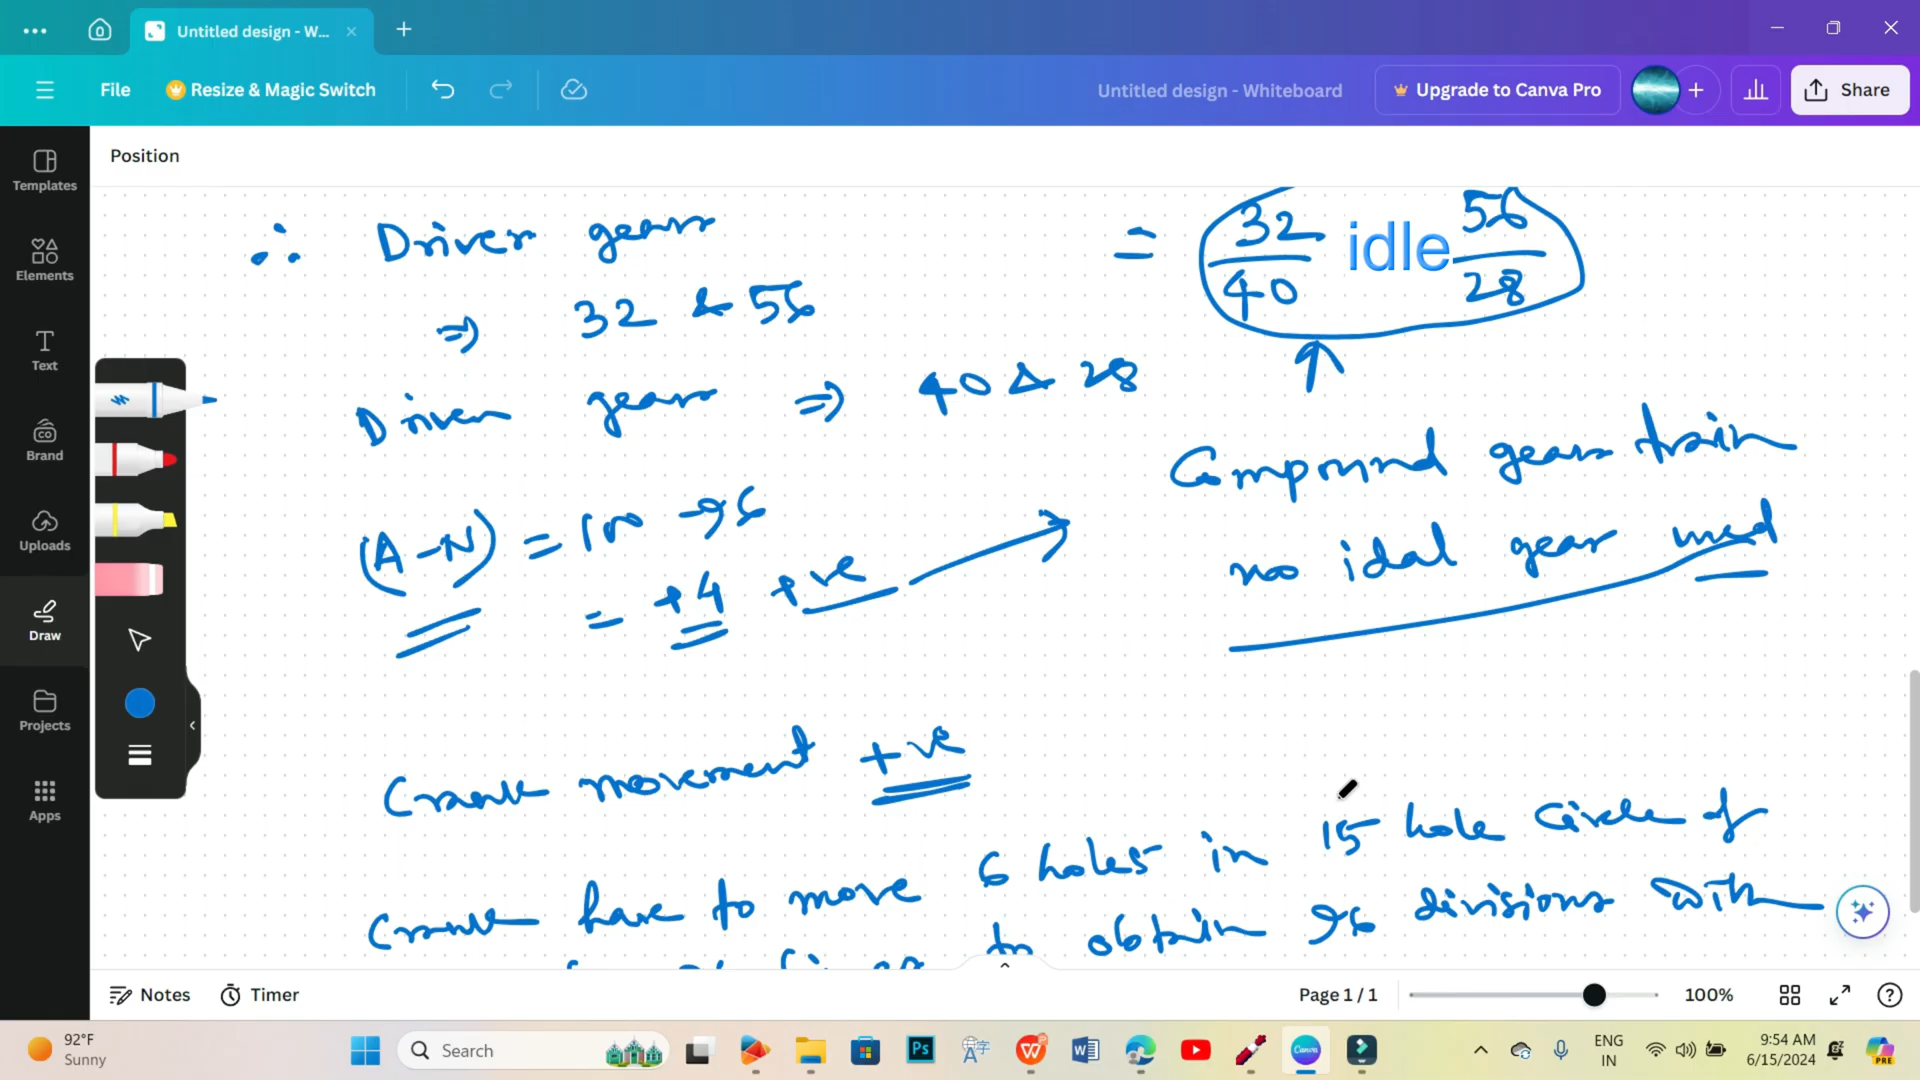 Untitled design - W...
File
Resize & Magic Switch
Untitled design - Whiteboard
Upgrade to Canva Pro
Share
Templates
Elements
Text
Brand
Uploads
Draw
Projects
Apps
Position
∴ Driver gears
⇒ 32 & 56
= 32/40 idle 56/28
Driven gears ⇒ 40 & 28
Compound gear train
no idal gear used
(A-N) = 100 - 96
= +4 +ve
Crank movement +ve
Crank have to move 6 holes in 15 hole circle of
to obtain 96 divisions with
Notes
Timer
Page 1 / 1
100%
92°F
Sunny
Search
ENG
IN
9:54 AM
6/15/2024